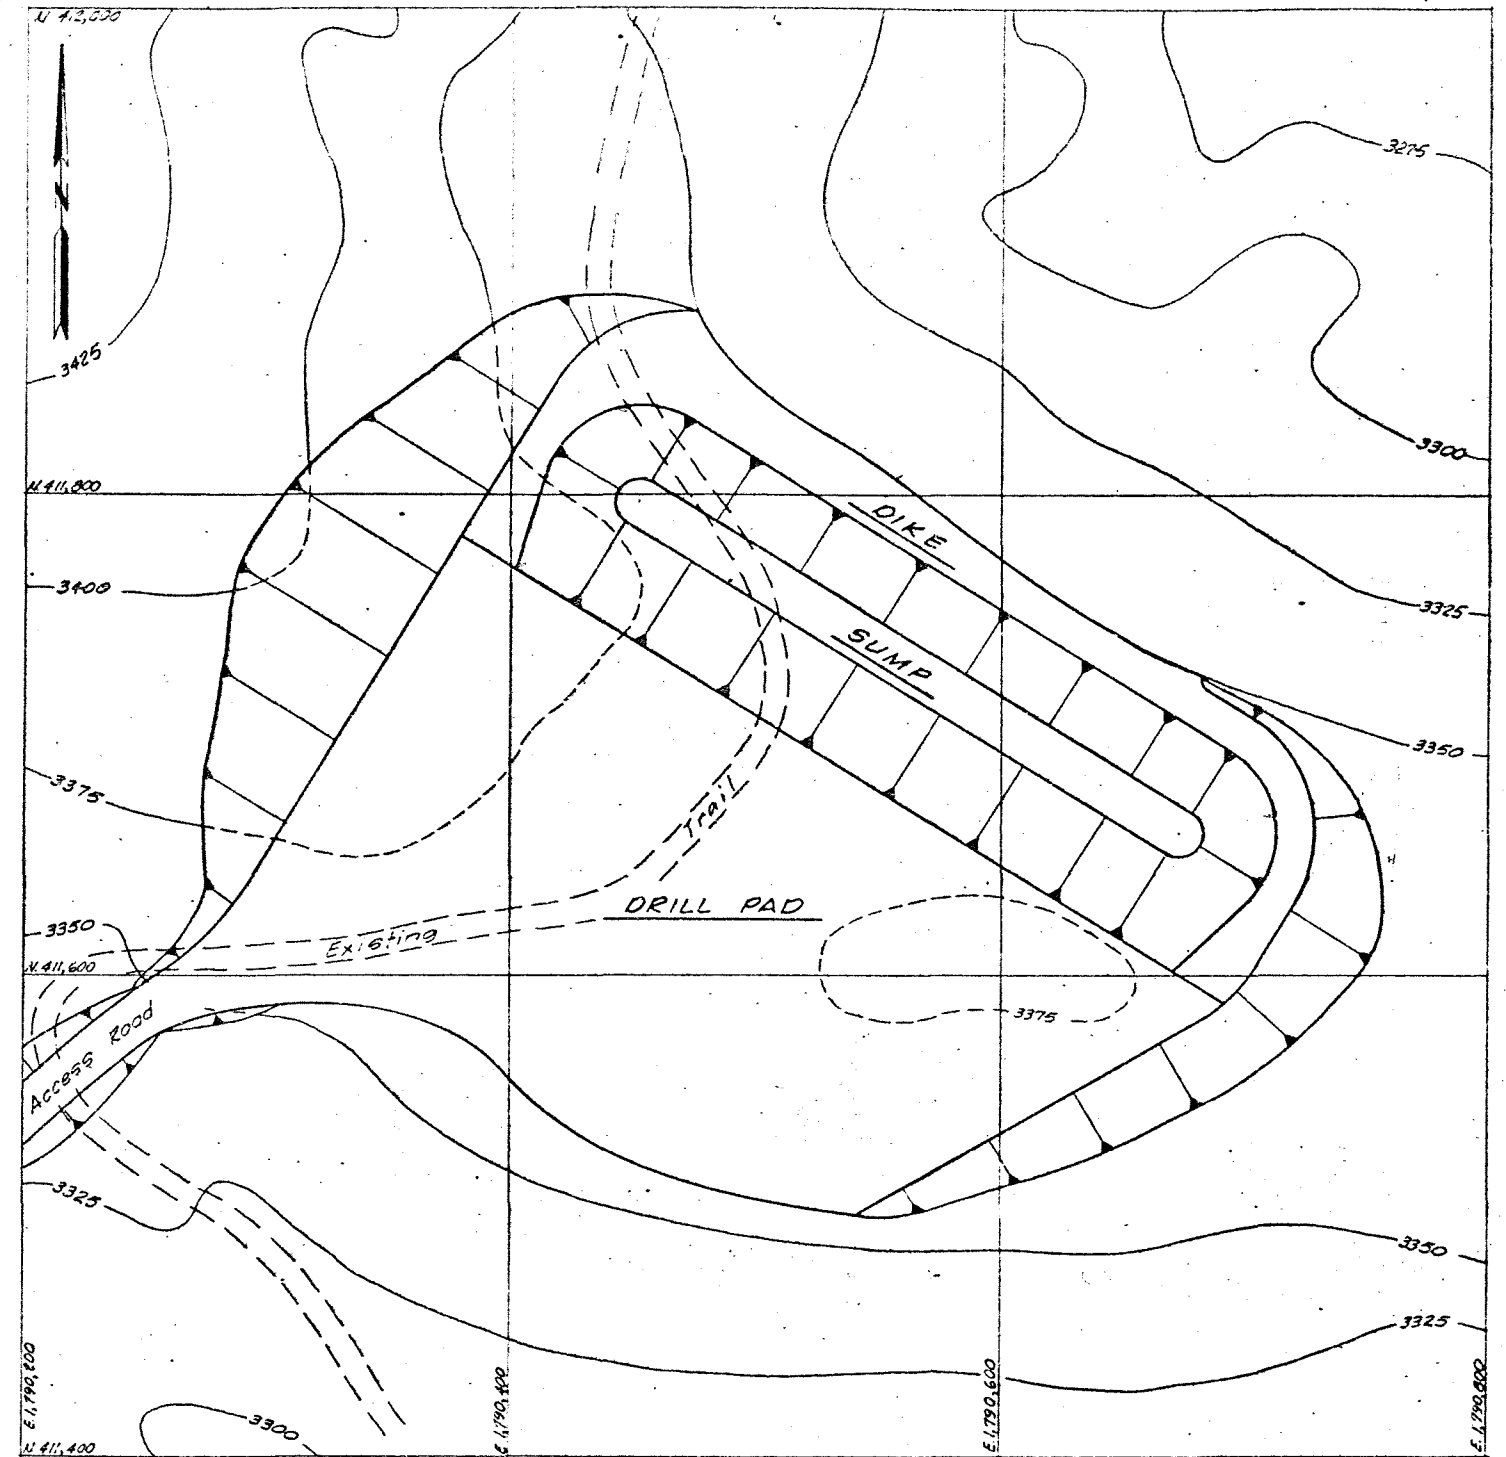 N 412,000
N
3275
3425
3300
N 411,800
DIKE
3400
3325
SUMP
3350
3375
Trail
DRILL PAD
3350
Existing
N 411,600
3375
Access Road
3325
3350
3325
E 1,790,200
E 1,790,400
E 1,790,600
E 1,790,800
3300
N 411,400